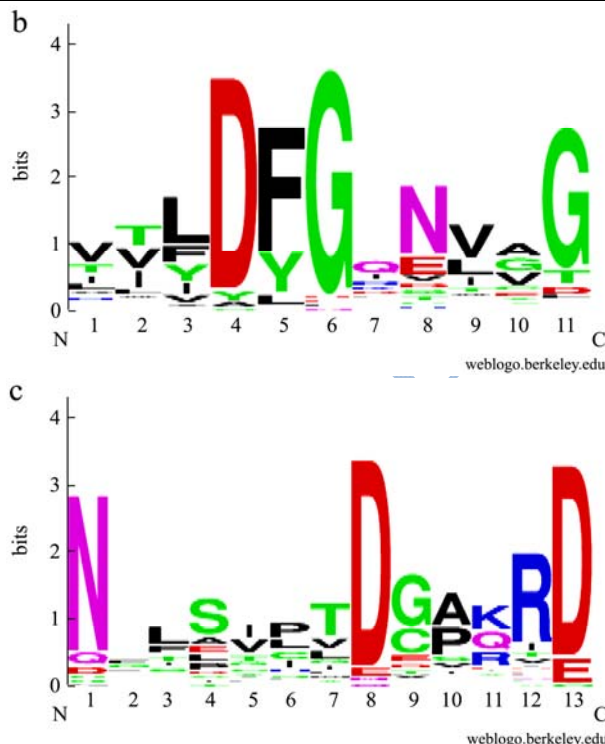 b
bits
4
3
2
1
0
V T L D F G Q N V A G
T V F Y E L G T
Y I Y L V V D
N 1 2 3 4 5 6 7 8 9 10 11 C
weblogo.berkeley.edu
c
bits
4
3
2
1
0
N L S I P T D G A K R D
Q A V L V E C P Q E
N 1 2 3 4 5 6 7 8 9 10 11 12 13 C
weblogo.berkeley.edu